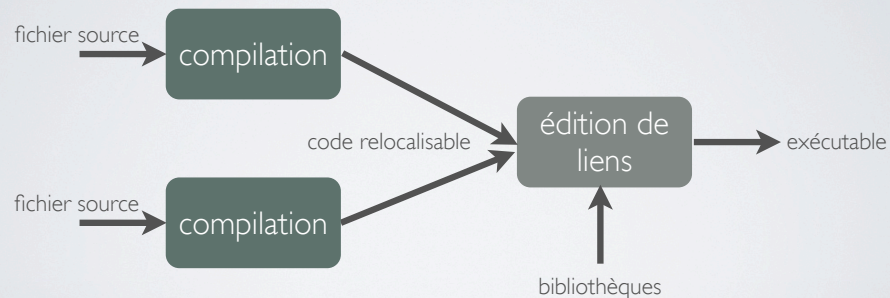 fichier source
compilation
code relocalisable
édition de
liens
exécutable
fichier source
compilation
bibliothèques